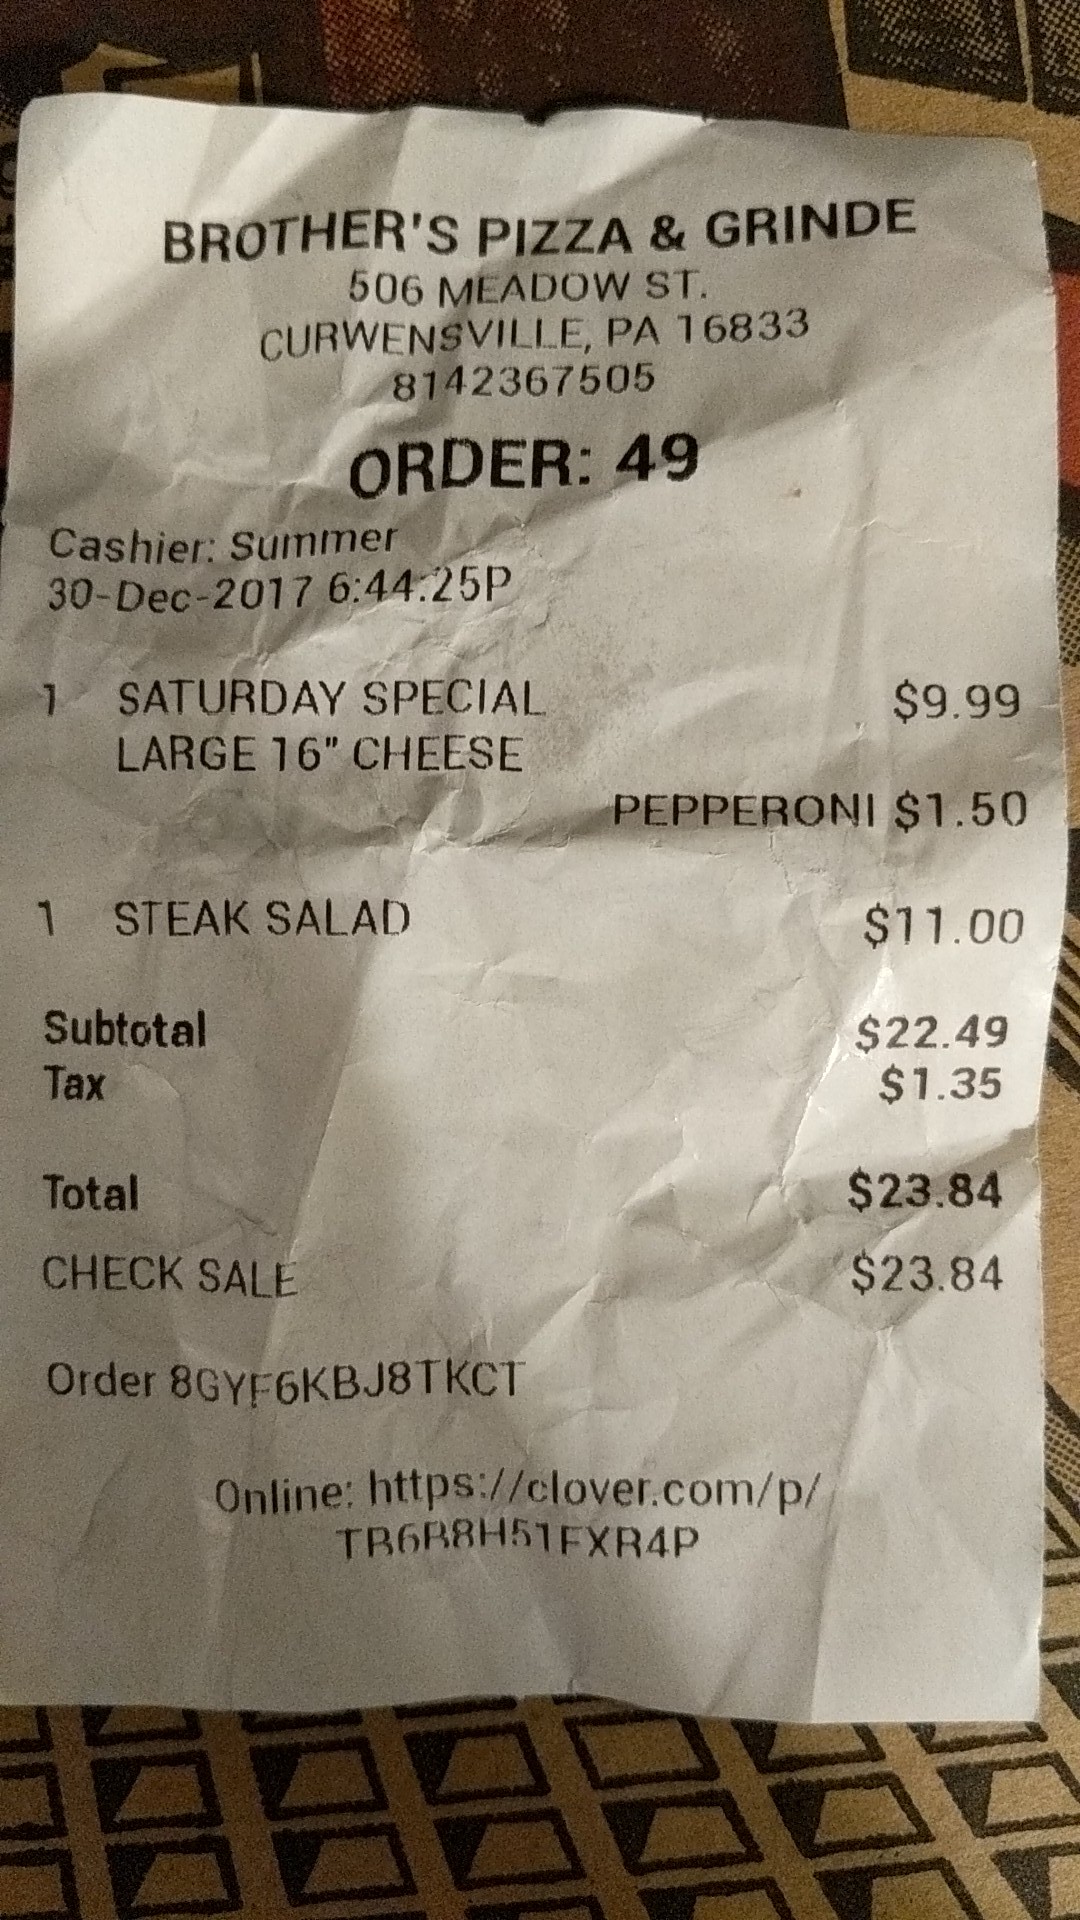 BROTHER'S PIZZA & GRINDE
506 MEADOW ST.
CURWENSVILLE, PA 16833
8142367505
ORDER: 49
Cashier: Summer
30-Dec-2017 6:44:25P
1 SATURDAY SPECIAL $9.99
LARGE 16" CHEESE
PEPPERONI $1.50
1 STEAK SALAD $11.00
Subtotal $22.49
Tax $1.35
Total $23.84
CHECK SALE $23.84
Order 8GYF6KBJ8TKCT
Online: https://clover.com/p/
TR6R8H51FXR4P